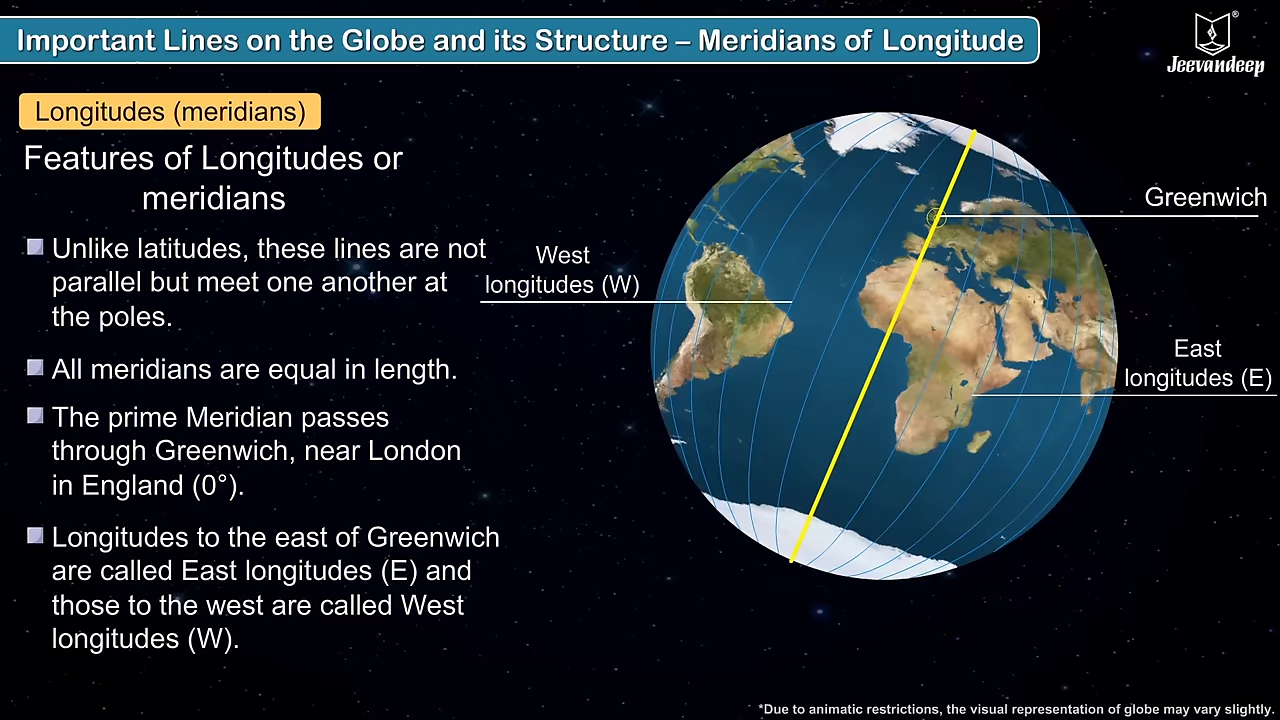 Important Lines on the Globe and its Structure – Meridians of Longitude
Jeevandeep®
Longitudes (meridians)
Features of Longitudes or
meridians
Unlike latitudes, these lines are not
parallel but meet one another at
the poles.
All meridians are equal in length.
The prime Meridian passes
through Greenwich, near London
in England (0°).
Longitudes to the east of Greenwich
are called East longitudes (E) and
those to the west are called West
longitudes (W).
West
longitudes (W)
Greenwich
East
longitudes (E)
*Due to animatic restrictions, the visual representation of globe may vary slightly.